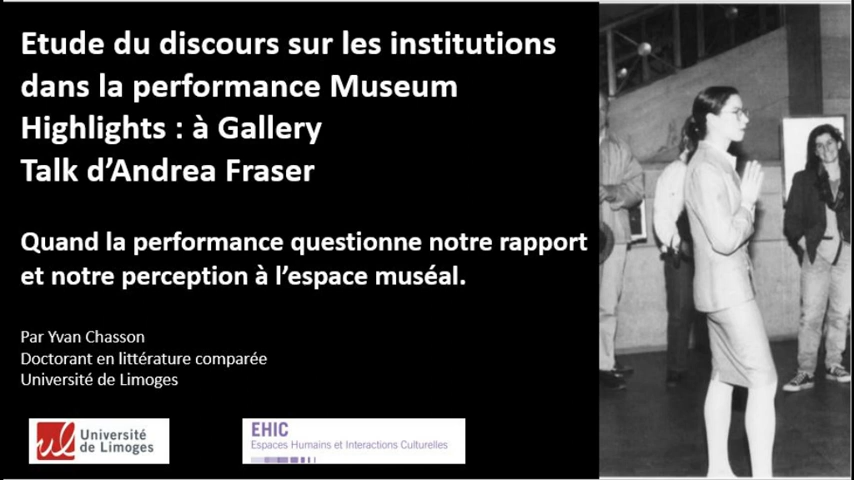 Etude du discours sur les institutions
dans la performance Museum
Highlights : à Gallery
Talk d’Andrea Fraser
Quand la performance questionne notre rapport
et notre perception à l’espace muséal.
Par Yvan Chasson
Doctorant en littérature comparée
Université de Limoges
ul Université
de Limoges
EHIC
Espaces Humains et Interactions Culturelles